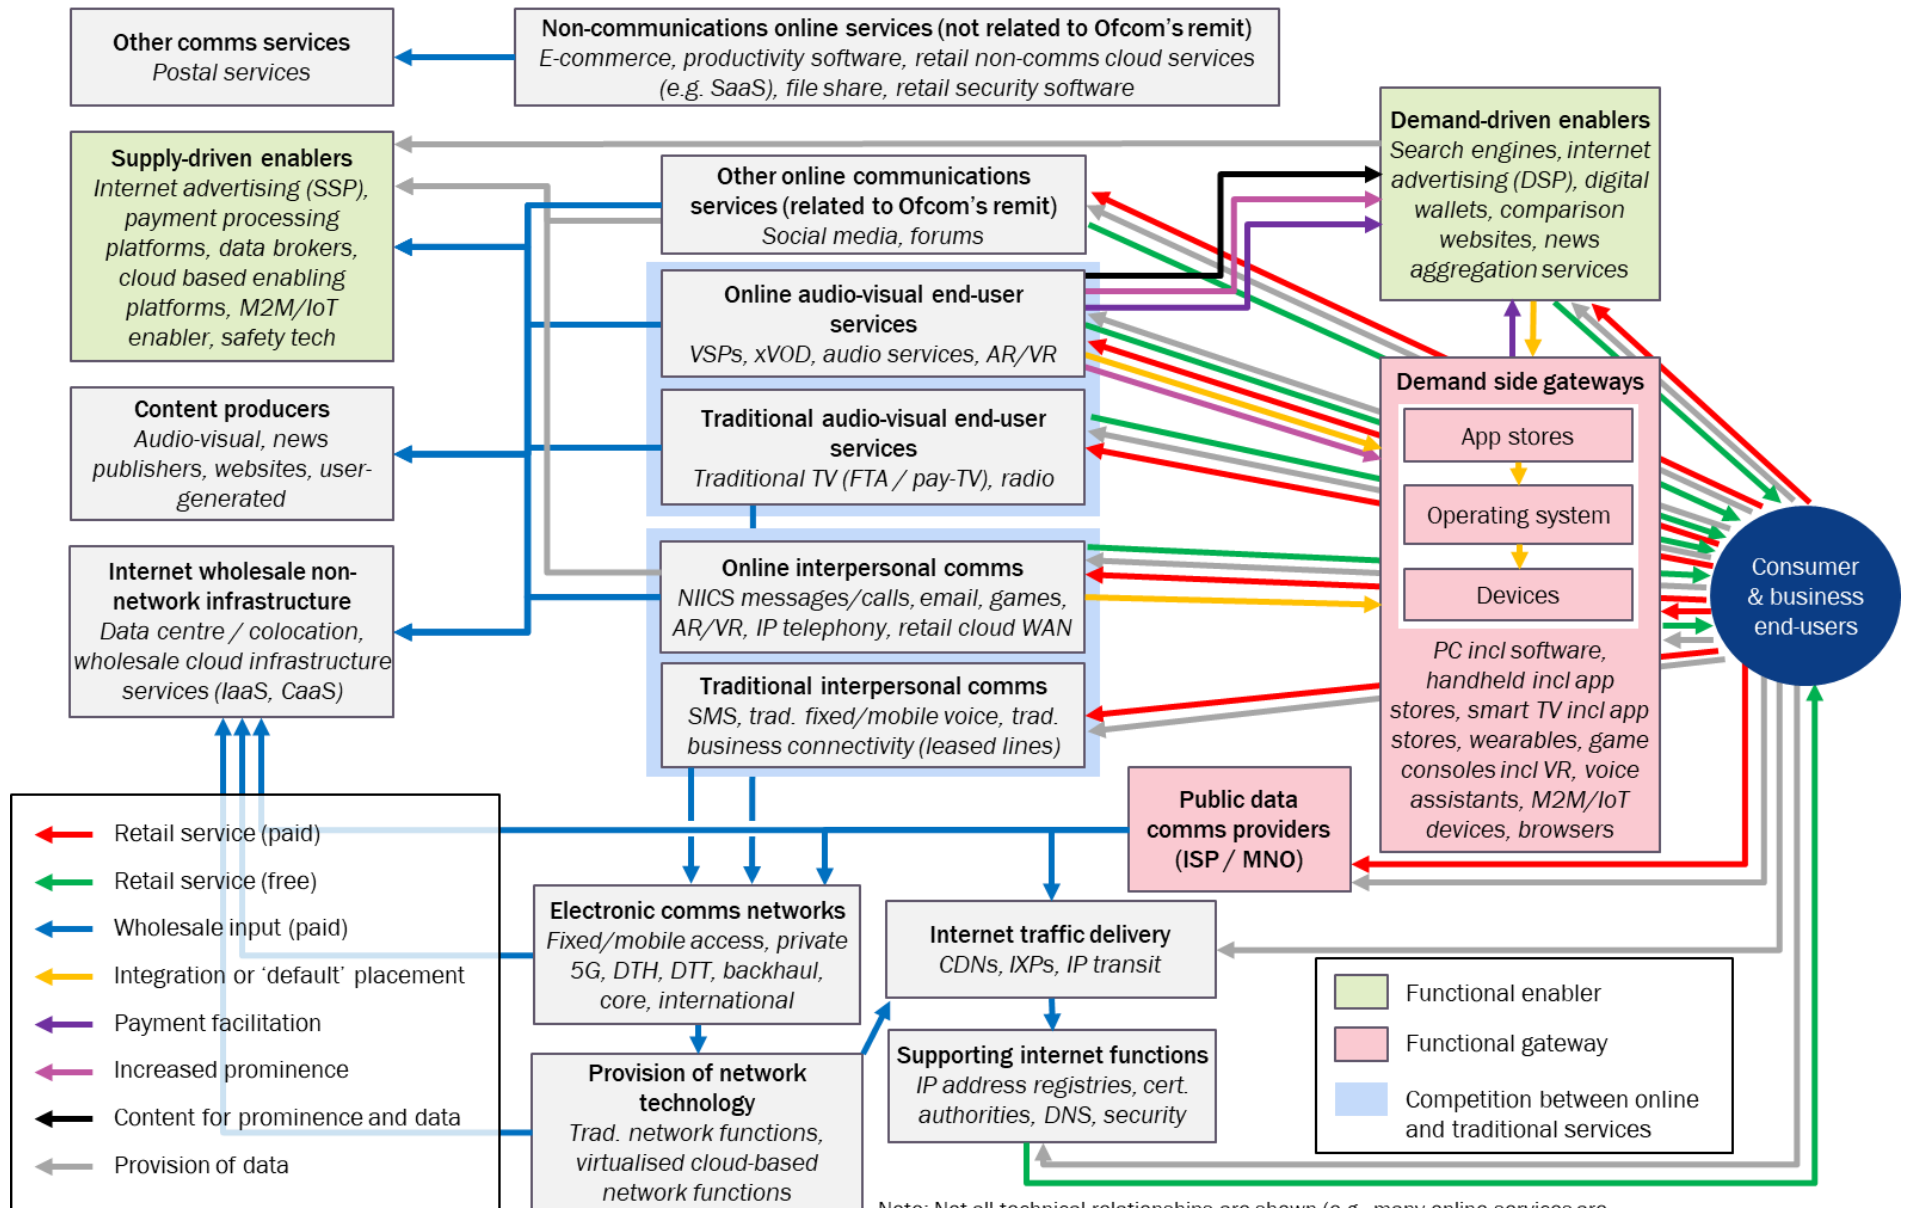 Other comms services
Postal services
Non-communications online services (not related to Ofcom's remit)
E-commerce, productivity software, retail non-comms cloud services
(e.g. SaaS), file share, retail security software
Supply-driven enablers
Internet advertising (SSP),
payment processing
platforms, data brokers,
cloud based enabling
platforms, M2M/IoT
enabler, safety tech
Other online communications
services (related to Ofcom's remit)
Social media, forums
Demand-driven enablers
Search engines, internet
advertising (DSP), digital
wallets, comparison
websites, news
aggregation services
Online audio-visual end-user
services
VSPs, xVOD, audio services, AR/VR
Content producers
Audio-visual, news
publishers, websites, user-
generated
Traditional audio-visual end-user
services
Traditional TV (FTA / pay-TV), radio
Demand side gateways
App stores
Operating system
Devices
PC incl software,
handheld incl app
stores, smart TV incl app
stores, wearables, game
consoles incl VR, voice
assistants, M2M/IoT
devices, browsers
Consumer
& business
end-users
Internet wholesale non-
network infrastructure
Data centre / colocation,
wholesale cloud infrastructure
services (IaaS, CaaS)
Online interpersonal comms
NIICS messages/calls, email, games,
AR/VR, IP telephony, retail cloud WAN
Traditional interpersonal comms
SMS, trad. fixed/mobile voice, trad.
business connectivity (leased lines)
Public data
comms providers
(ISP / MNO)
Retail service (paid)
Retail service (free)
Wholesale input (paid)
Integration or 'default' placement
Payment facilitation
Increased prominence
Content for prominence and data
Provision of data
Electronic comms networks
Fixed/mobile access, private
5G, DTH, DTT, backhaul,
core, international
Internet traffic delivery
CDNs, IXPs, IP transit
Provision of network
technology
Trad. network functions,
virtualised cloud-based
network functions
Supporting internet functions
IP address registries, cert.
authorities, DNS, security
Functional enabler
Functional gateway
Competition between online
and traditional services
Note: Not all technical relationships are shown (e.g., many online services are